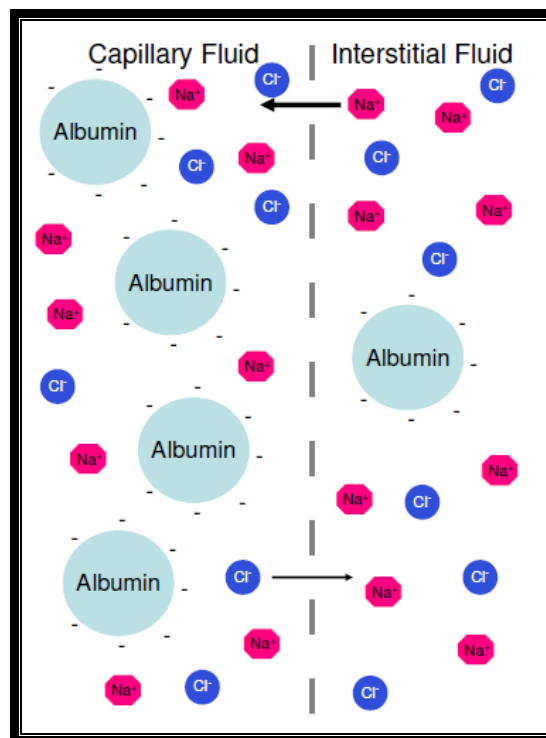 Capillary Fluid
Interstitial Fluid
Cl⁻
Na⁺
Na⁺
Cl⁻
Na⁺
Albumin
Cl⁻
Na⁺
Cl⁻
Cl⁻
Na⁺
Na⁺
Na⁺
Cl⁻
Albumin
Na⁺
Albumin
Na⁺
Cl⁻
Albumin
Na⁺
Na⁺
Na⁺
Cl⁻
Albumin
Cl⁻
Cl⁻
Na⁺
Na⁺
Na⁺
Na⁺
Cl⁻
Cl⁻